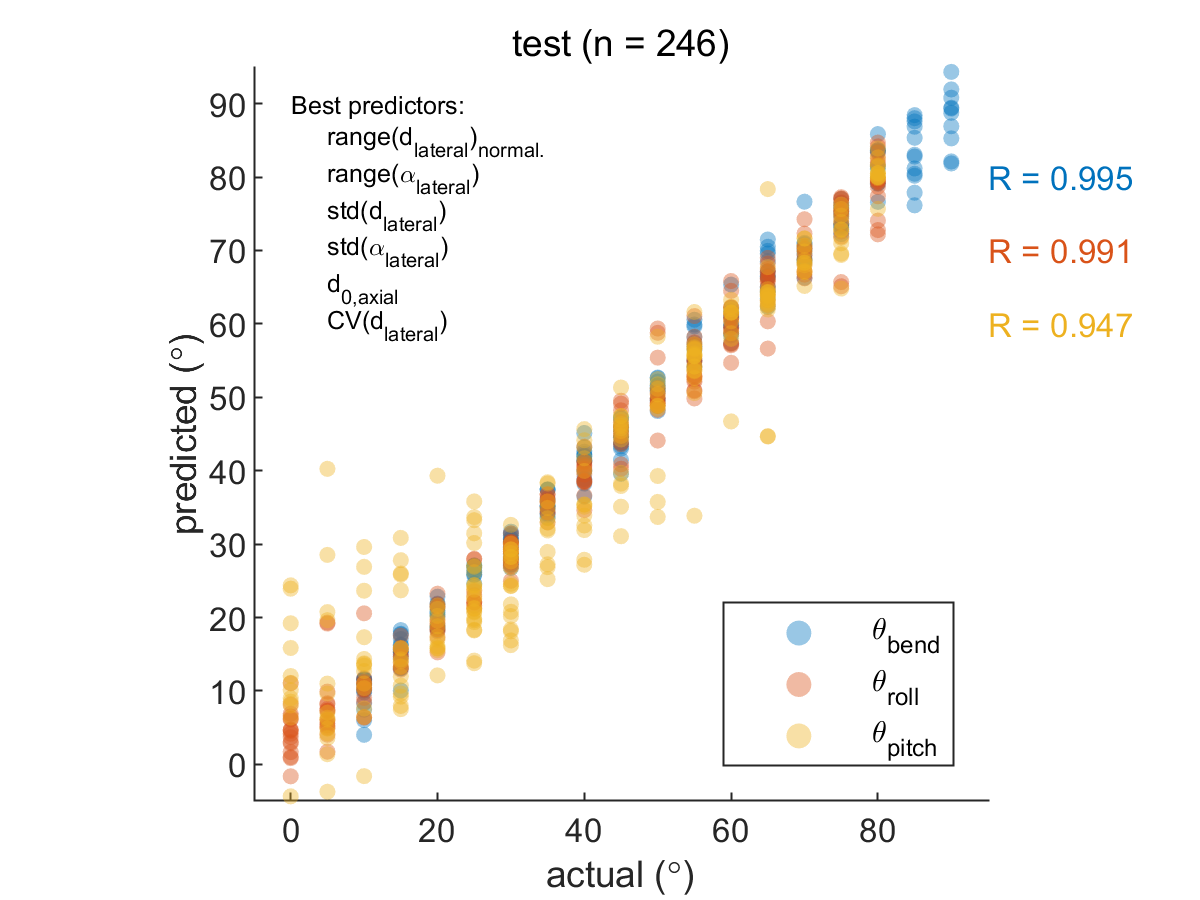 test (n = 246)
Best predictors:
range(d_lateral)_normal.
range(α_lateral)
std(d_lateral)
std(α_lateral)
d_0,axial
CV(d_lateral)
R = 0.995
R = 0.991
R = 0.947
predicted (°)
90
80
70
60
50
40
30
20
10
0
θ_bend
θ_roll
θ_pitch
0 20 40 60 80
actual (°)